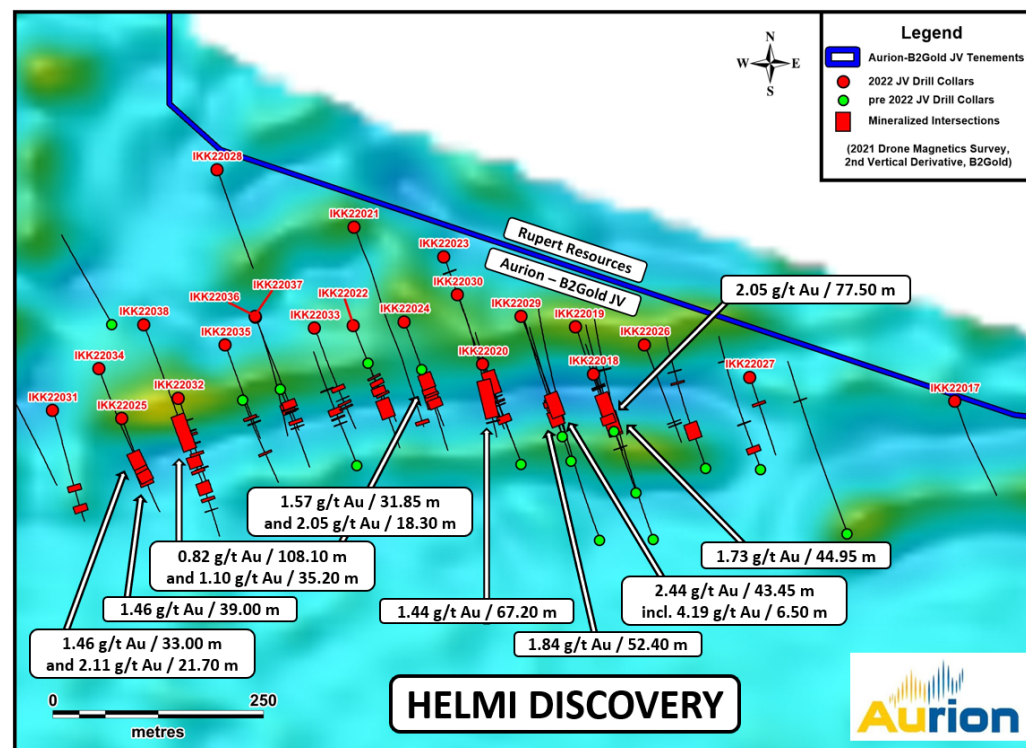 Legend
Aurion-B2Gold JV Tenements
2022 JV Drill Collars
pre 2022 JV Drill Collars
Mineralized Intersections
(2021 Drone Magnetics Survey,
2nd Vertical Derivative, B2Gold)
N
W
E
S
IKK22028
IKK22021
IKK22023
Rupert Resources
Aurion – B2Gold JV
2.05 g/t Au / 77.50 m
IKK22036
IKK22037
IKK22030
IKK22038
IKK22035
IKK22033
IKK22022
IKK22024
IKK22029
IKK22019
IKK22026
IKK22034
IKK22020
IKK22018
IKK22027
IKK22031
IKK22025
IKK22032
IKK22017
1.57 g/t Au / 31.85 m
and 2.05 g/t Au / 18.30 m
0.82 g/t Au / 108.10 m
and 1.10 g/t Au / 35.20 m
1.73 g/t Au / 44.95 m
1.46 g/t Au / 39.00 m
1.44 g/t Au / 67.20 m
2.44 g/t Au / 43.45 m
incl. 4.19 g/t Au / 6.50 m
1.46 g/t Au / 33.00 m
and 2.11 g/t Au / 21.70 m
1.84 g/t Au / 52.40 m
0
250
metres
HELMI DISCOVERY
Aurion